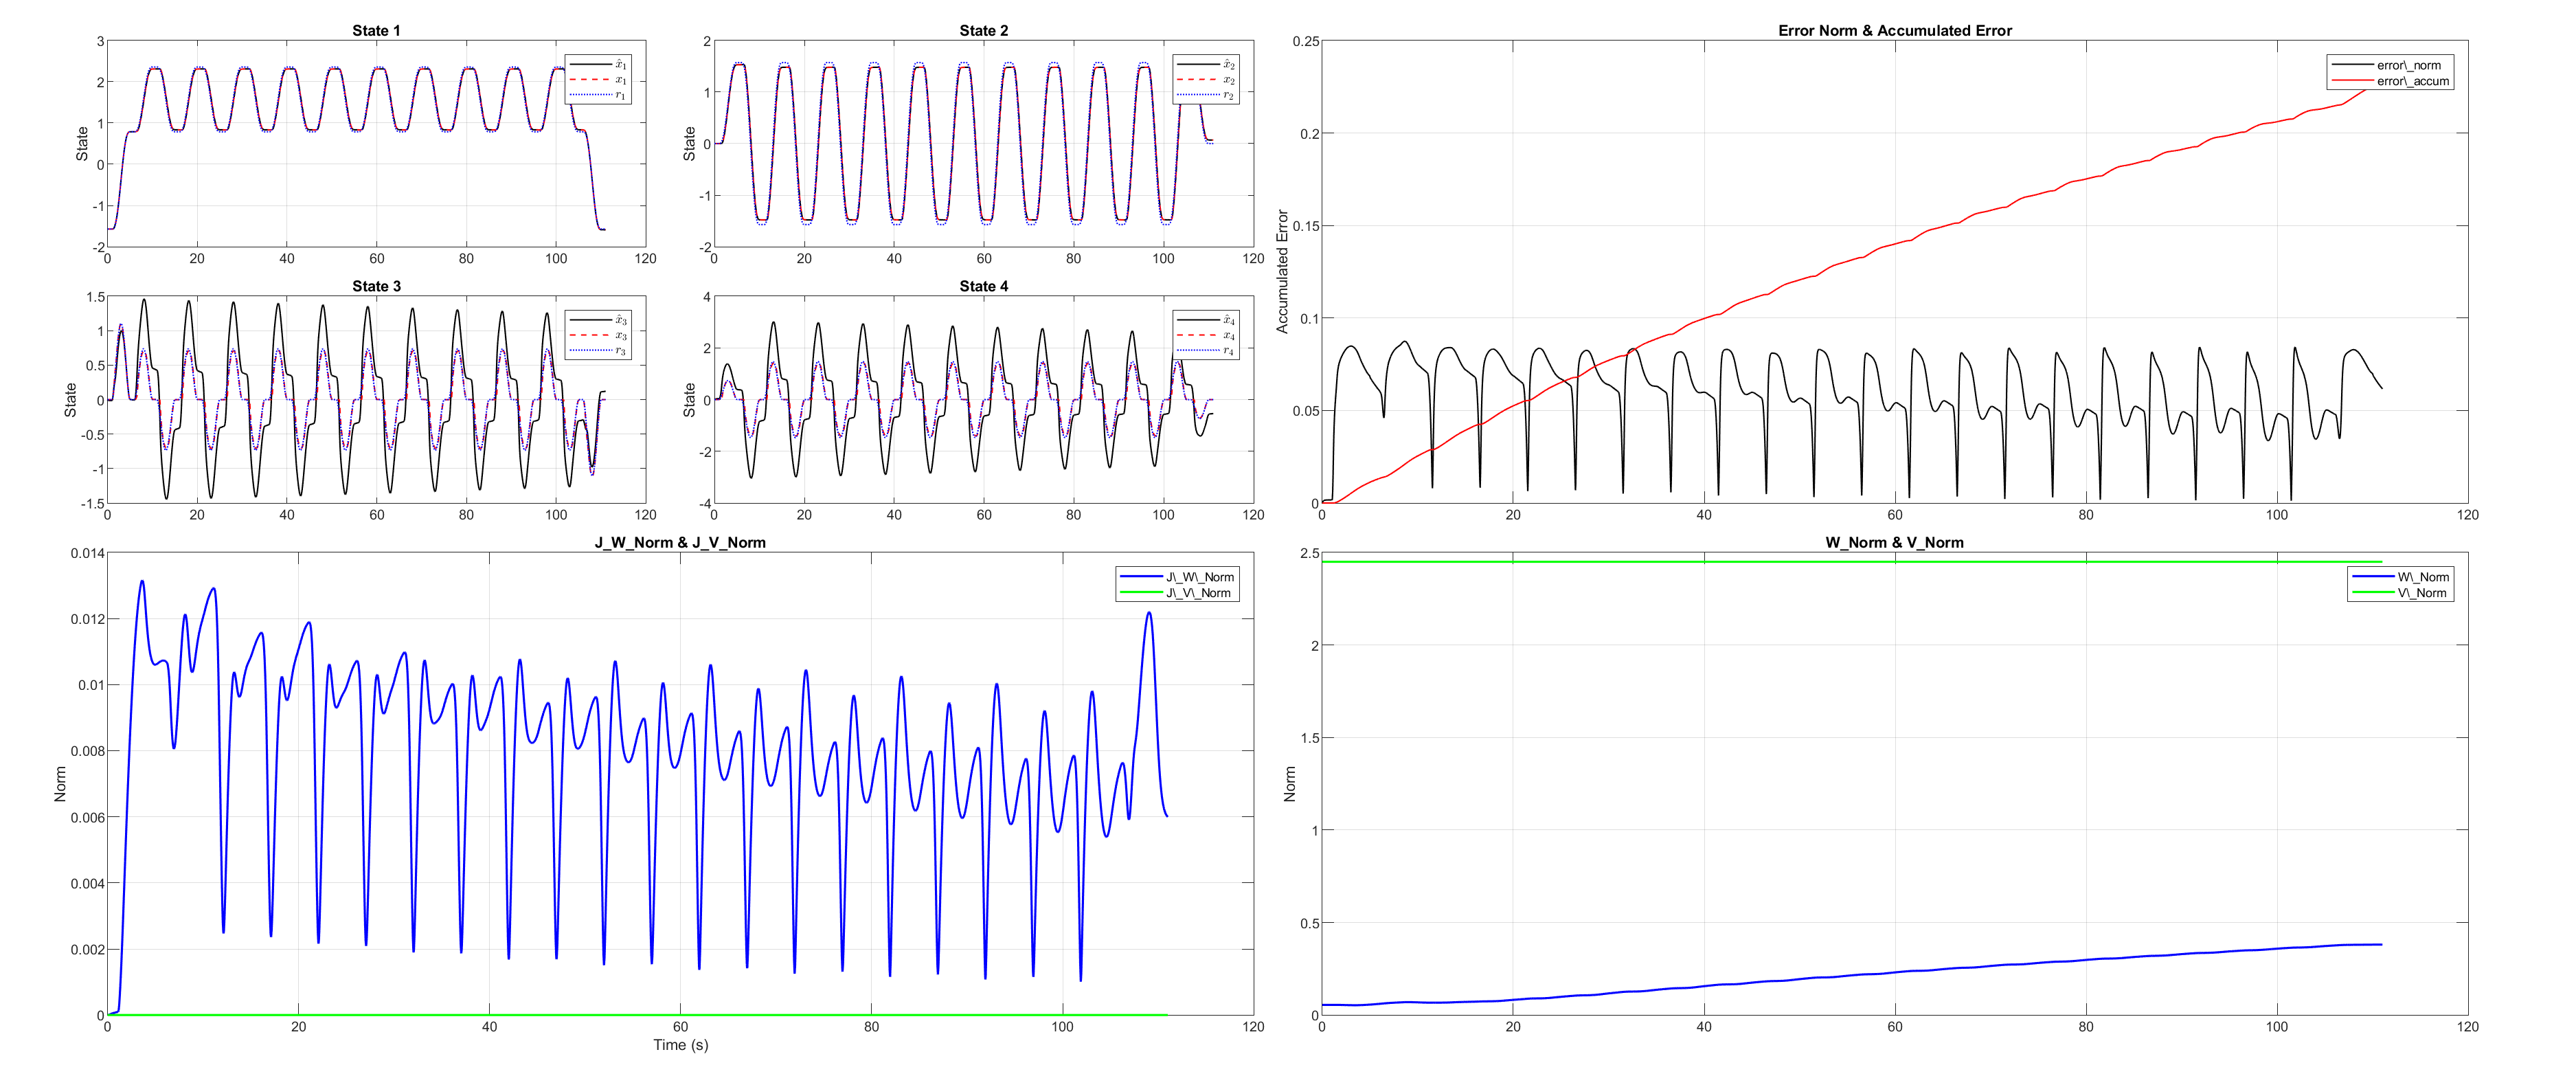 State 1
3
2
1
0
-1
-2
State
0 20 40 60 80 100 120
x̂₁
x₁
r₁
State 2
2
1
0
-1
-2
State
0 20 40 60 80 100 120
x̂₂
x₂
r₂
Error Norm & Accumulated Error
0.25
0.2
0.15
0.1
0.05
0
Accumulated Error
0 20 40 60 80 100 120
error\_norm
error\_accum
State 3
1.5
1
0.5
0
-0.5
-1
-1.5
State
0 20 40 60 80 100 120
x̂₃
x₃
r₃
State 4
4
2
0
-2
-4
State
0 20 40 60 80 100 120
x̂₄
x₄
r₄
J_W_Norm & J_V_Norm
0.014
0.012
0.01
0.008
0.006
0.004
0.002
0
Norm
0 20 40 60 80 100 120
Time (s)
J\_W\_Norm
J\_V\_Norm
W_Norm & V_Norm
2.5
2
1.5
1
0.5
0
Norm
0 20 40 60 80 100 120
W\_Norm
V\_Norm